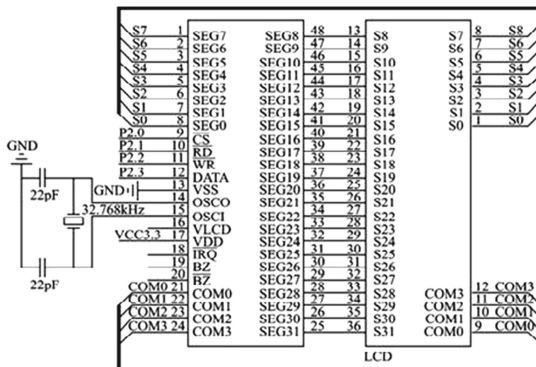 S7 1 SEG7 SEG8 48 13 S8 S7 8 S8
S6 2 SEG6 SEG9 47 14 S9 S6 7 S6
S5 3 SEG5 SEG10 46 15 S10 S5 6 S5
S4 4 SEG4 SEG11 45 16 S11 S4 5 S4
S3 5 SEG3 SEG12 44 17 S12 S3 4 S3
S2 6 SEG2 SEG13 43 18 S13 S2 3 S2
S1 7 SEG1 SEG14 42 19 S14 S1 2 S1
S0 8 SEG0 SEG15 41 20 S15 S0 1 S0
P2.0 9 CS SEG16 40 21 S16
P2.1 10 RD SEG17 39 22 S17
GND P2.2 11 WR SEG18 38 23 S18
P2.3 12 DATA SEG19 37 24 S19
22pF GND 13 VSS SEG20 36 25 S20
14 OSCO SEG21 35 26 S21
32.768kHz 15 OSCI SEG22 34 27 S22
16 VLCD SEG23 33 28 S23
VCC3.3 17 VDD SEG24 32 29 S24
18 IRQ SEG25 31 30 S25
19 BZ SEG26 30 31 S26
22pF 20 BZ SEG27 29 32 S27
COM0 21 COM0 SEG28 28 33 S28 COM3 12 COM3
COM1 22 COM1 SEG29 27 34 S29 COM2 11 COM2
COM2 23 COM2 SEG30 26 35 S30 COM1 10 COM1
COM3 24 COM3 SEG31 25 36 S31 COM0 9 COM0
LCD